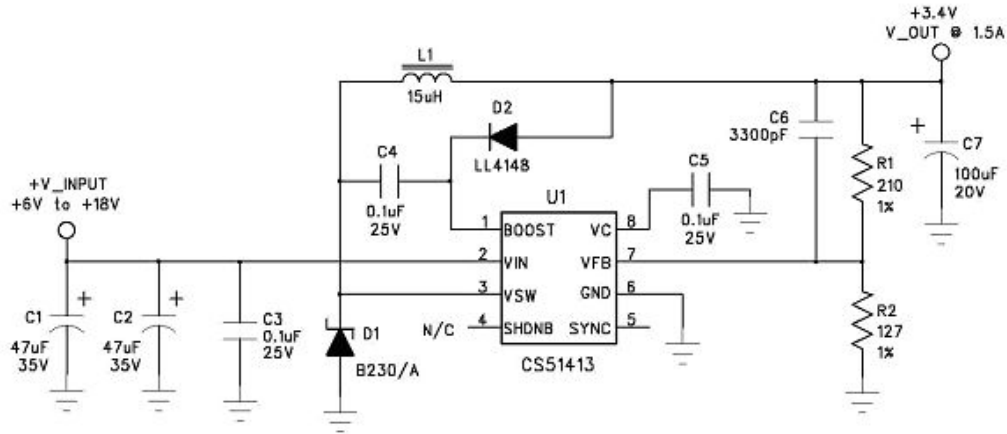 +3.4V
V_OUT @ 1.5A
L1
15uH
D2
LL4148
C6
3300pF
C4
0.1uF
25V
C5
0.1uF
25V
R1
210
1%
+
C7
100uF
20V
+V_INPUT
+6V to +18V
U1
1
BOOST
VC
8
2
VIN
VFB
7
3
VSW
GND
6
N/C
4
SHDNB
SYNC
5
CS51413
+
C1
47uF
35V
+
C2
47uF
35V
C3
0.1uF
25V
D1
B230/A
R2
127
1%